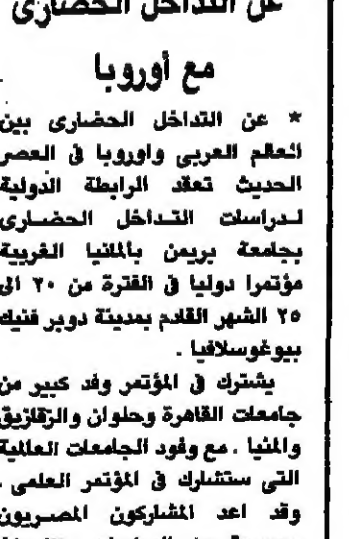 عن التداخل الحضارى
مع أوروبا
* عن التداخل الحضارى بين
العالم العربى واوروبا فى العصر
الحديث تعقد الرابطة الدولية
لدراسات التداخل الحضارى
بجامعة بريمن بألمانيا الغربية
مؤتمرا دوليا فى الفترة من ٢٠ الى
٢٥ الشهر القادم بمدينة دوبر فنيك
بيوغوسلافيا .
يشترك فى المؤتمر وفد كبير من
جامعات القاهرة وحلوان والزقازيق
والمنيا . مع وفود الجامعات العالمية
التى ستشارك فى المؤتمر العلمى .
وقد اعد المشاركون المصريون